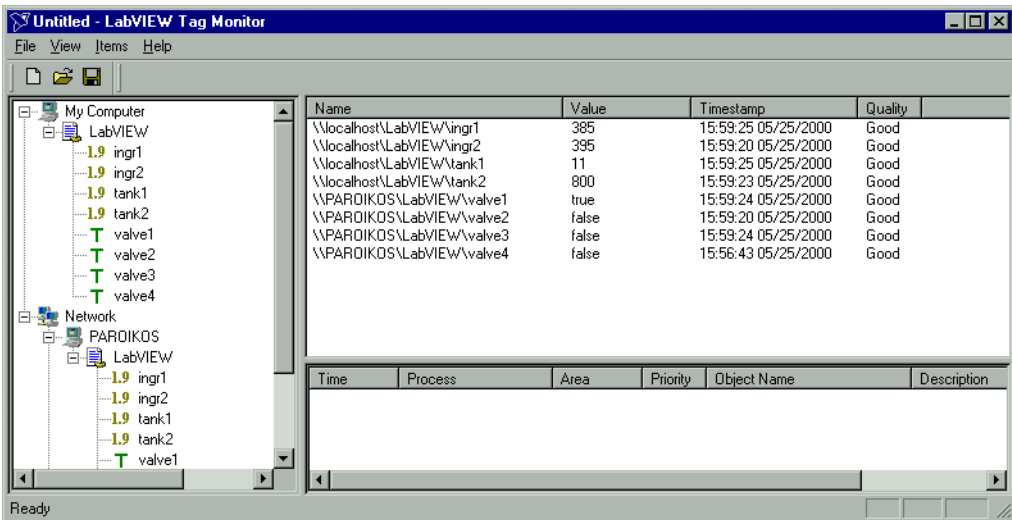 Untitled - LabVIEW Tag Monitor
File View Items Help
My Computer
LabVIEW
1.9 ingr1
1.9 ingr2
1.9 tank1
1.9 tank2
T valve1
T valve2
T valve3
T valve4
Network
PAROIKOS
LabVIEW
1.9 ingr1
1.9 ingr2
1.9 tank1
1.9 tank2
T valve1
Name Value Timestamp Quality
\\localhost\LabVIEW\ingr1 385 15:59:25 05/25/2000 Good
\\localhost\LabVIEW\ingr2 395 15:59:20 05/25/2000 Good
\\localhost\LabVIEW\tank1 11 15:59:25 05/25/2000 Good
\\localhost\LabVIEW\tank2 800 15:59:23 05/25/2000 Good
\\PAROIKOS\LabVIEW\valve1 true 15:59:24 05/25/2000 Good
\\PAROIKOS\LabVIEW\valve2 false 15:59:20 05/25/2000 Good
\\PAROIKOS\LabVIEW\valve3 false 15:59:24 05/25/2000 Good
\\PAROIKOS\LabVIEW\valve4 false 15:56:43 05/25/2000 Good
Time Process Area Priority Object Name Description
Ready